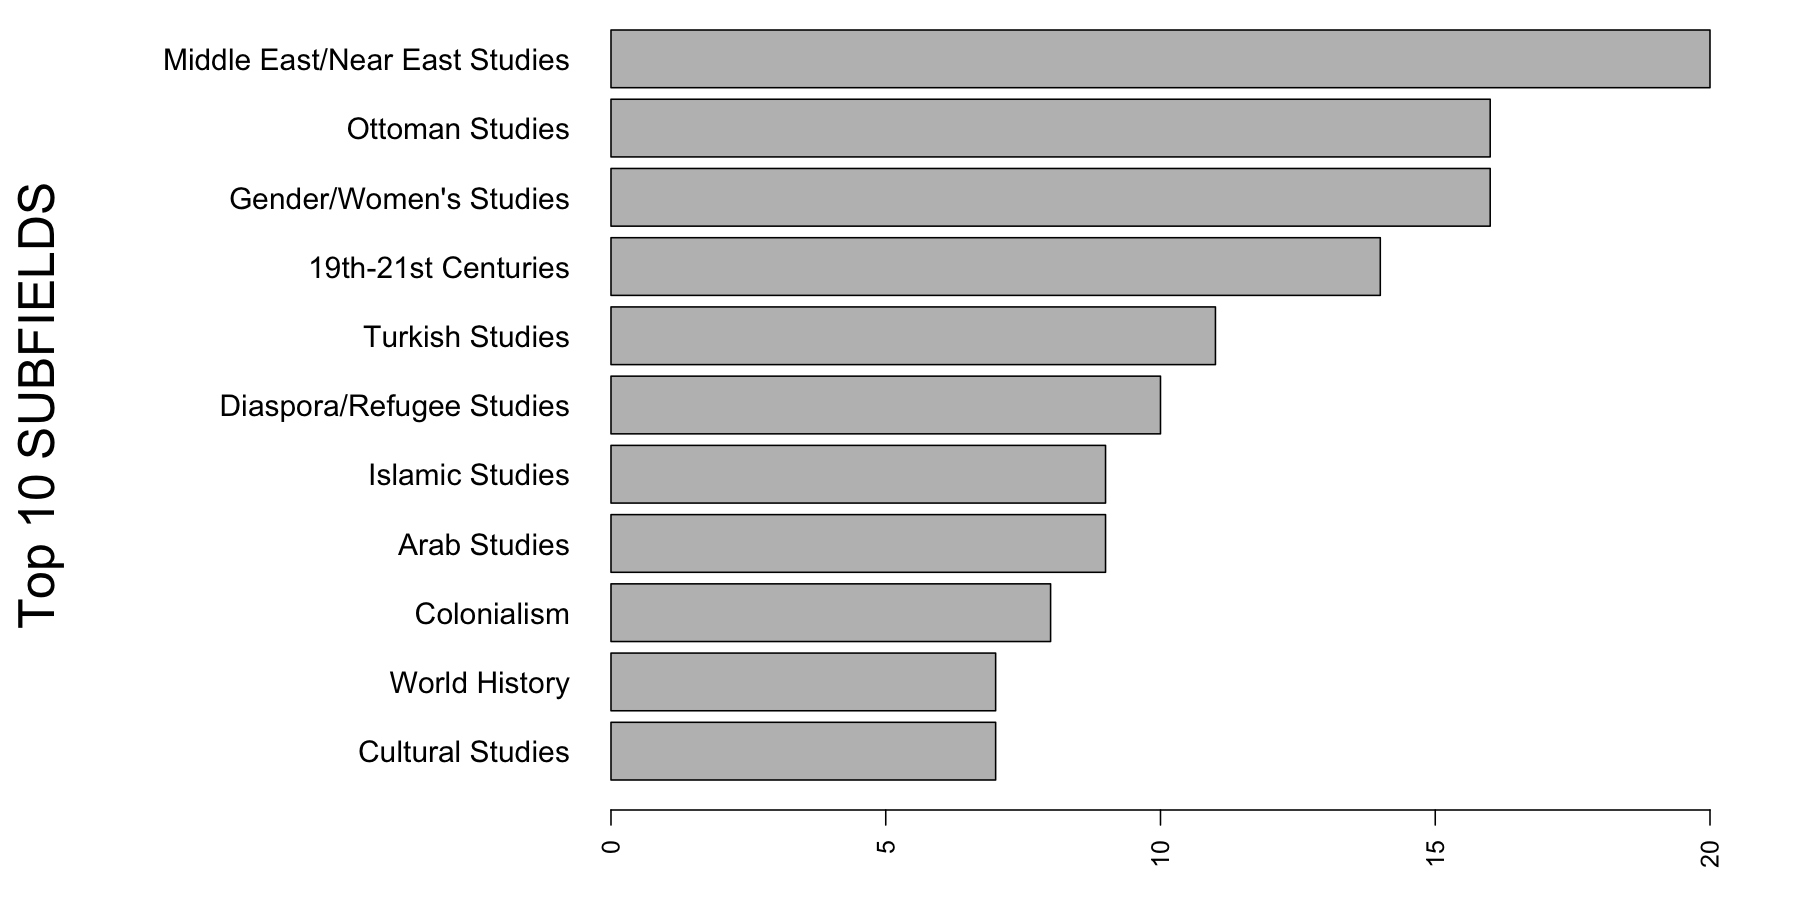 Top 10 SUBFIELDS
Middle East/Near East Studies
Ottoman Studies
Gender/Women's Studies
19th-21st Centuries
Turkish Studies
Diaspora/Refugee Studies
Islamic Studies
Arab Studies
Colonialism
World History
Cultural Studies
0 5 10 15 20